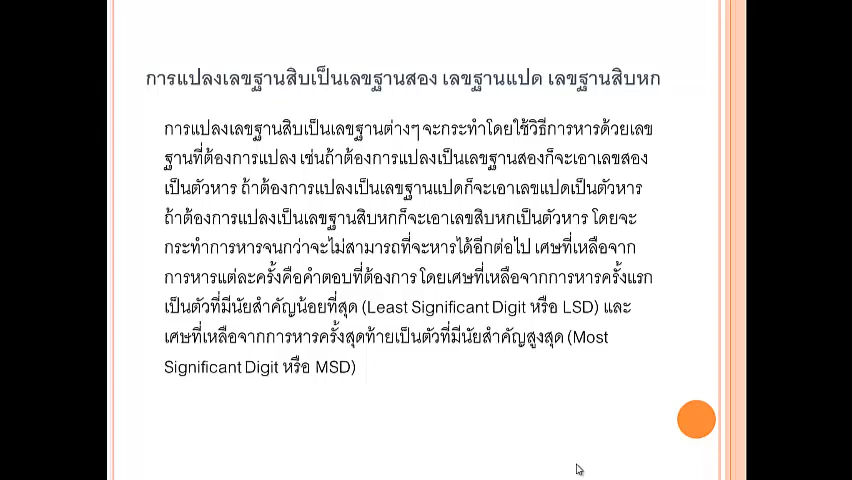 การแปลงเลขฐานสิบเป็นเลขฐานสอง เลขฐานแปด เลขฐานสิบหก
การแปลงเลขฐานสิบเป็นเลขฐานต่างๆ จะกระทำโดยใช้วิธีการหารด้วยเลข
ฐานที่ต้องการแปลง เช่นถ้าต้องการแปลงเป็นเลขฐานสองก็จะเอาเลขสอง
เป็นตัวหาร ถ้าต้องการแปลงเป็นเลขฐานแปดก็จะเอาเลขแปดเป็นตัวหาร
ถ้าต้องการแปลงเป็นเลขฐานสิบหกก็จะเอาเลขสิบหกเป็นตัวหาร โดยจะ
กระทำการหารจนกว่าจะไม่สามารถที่จะหารได้อีกต่อไป เศษที่เหลือจาก
การหารแต่ละครั้งคือคำตอบที่ต้องการ โดยเศษที่เหลือจากการหารครั้งแรก
เป็นตัวที่มีนัยสำคัญน้อยที่สุด (Least Significant Digit หรือ LSD) และ
เศษที่เหลือจากการหารครั้งสุดท้ายเป็นตัวที่มีนัยสำคัญสูงสุด (Most
Significant Digit หรือ MSD)